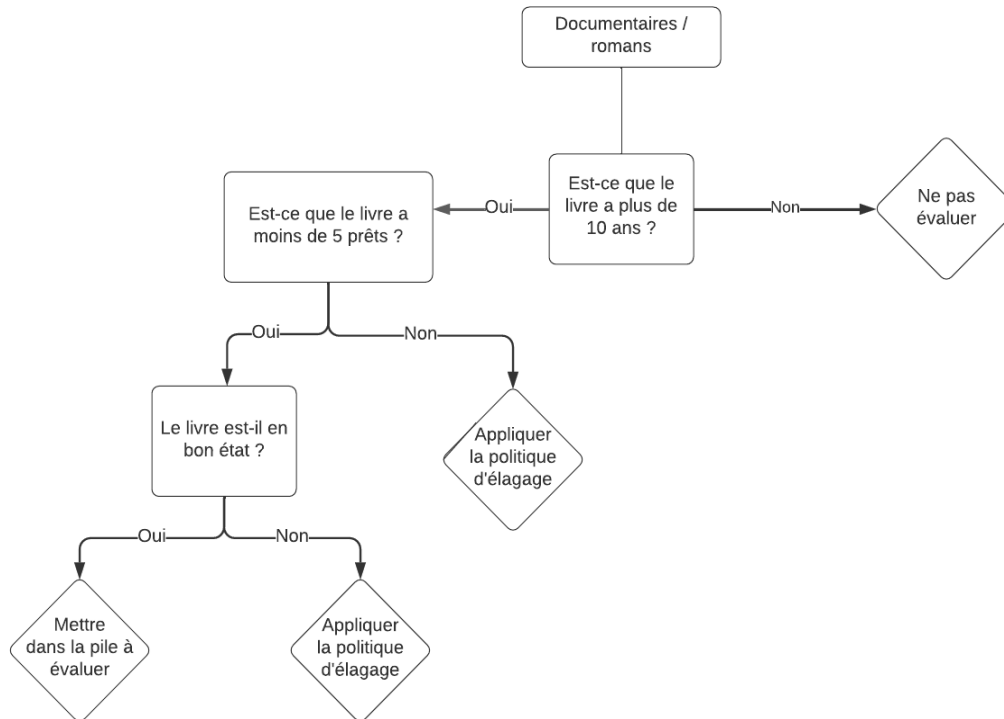 Documentaires /
romans
Est-ce que le
livre a plus de
10 ans ?
Oui
Non
Ne pas
évaluer
Est-ce que le livre a
moins de 5 prêts ?
Oui
Non
Le livre est-il en
bon état ?
Appliquer
la politique
d'élagage
Oui
Non
Mettre
dans la pile à
évaluer
Appliquer
la politique
d'élagage